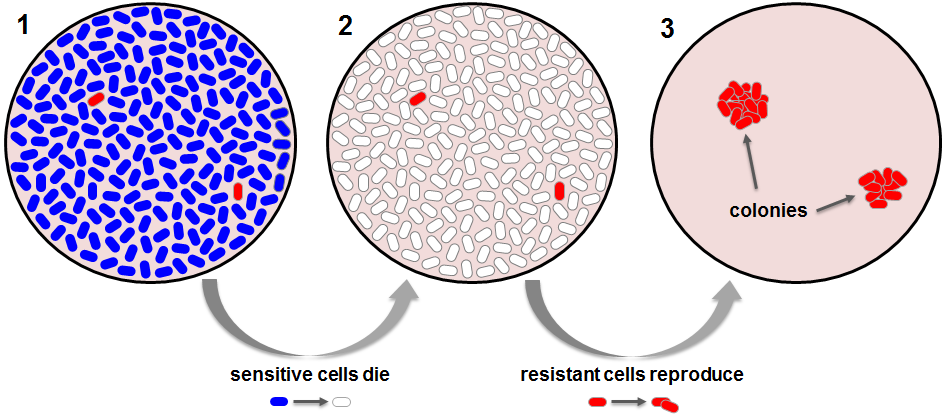 1
2
3
colonies
sensitive cells die
resistant cells reproduce